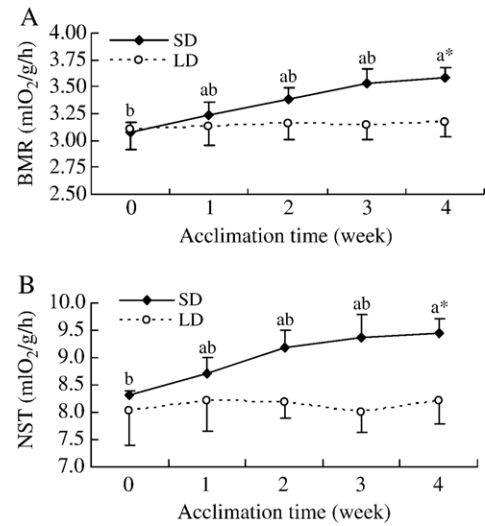 A
4.00
SD
3.75
LD
3.50
3.25
3.00
2.75
2.50
BMR (mlO₂/g/h)
b
ab
ab
ab
a*
0 1 2 3 4
Acclimation time (week)
B
10.0
SD
9.5
LD
9.0
8.5
8.0
7.5
7.0
NST (mlO₂/g/h)
b
ab
ab
ab
a*
0 1 2 3 4
Acclimation time (week)